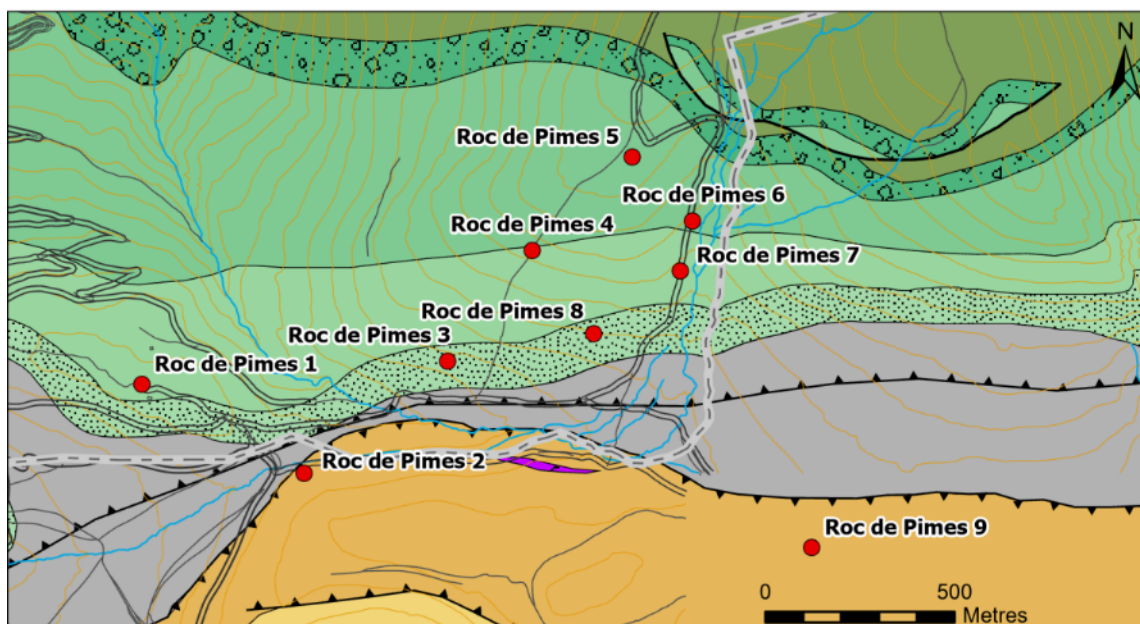 N
Roc de Pimes 5
Roc de Pimes 6
Roc de Pimes 4
Roc de Pimes 7
Roc de Pimes 8
Roc de Pimes 3
Roc de Pimes 1
Roc de Pimes 2
Roc de Pimes 9
0 500
Metres